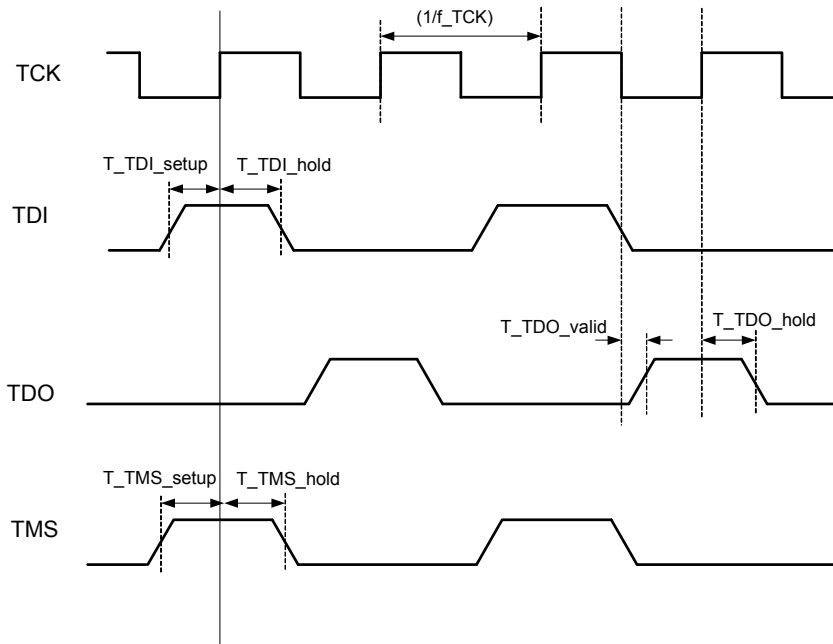 (1/f_TCK)
TCK
T_TDI_setup
T_TDI_hold
TDI
T_TDO_valid
T_TDO_hold
TDO
T_TMS_setup
T_TMS_hold
TMS